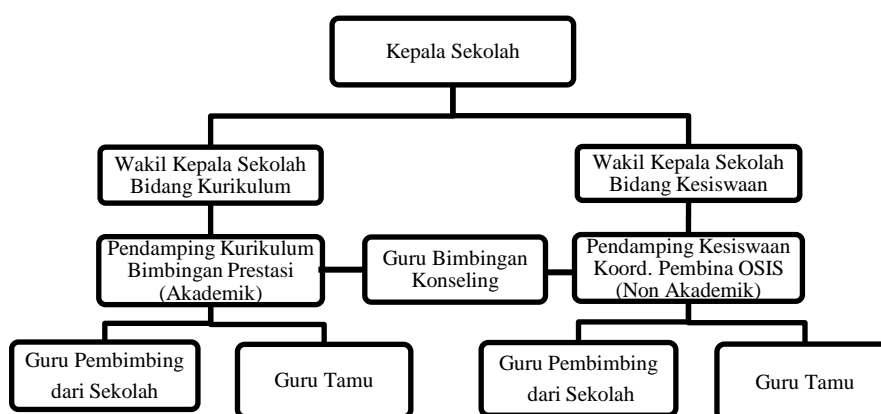 Kepala Sekolah
Wakil Kepala Sekolah
Bidang Kurikulum
Wakil Kepala Sekolah
Bidang Kesiswaan
Pendamping Kurikulum
Bimbingan Prestasi
(Akademik)
Guru Bimbingan
Konseling
Pendamping Kesiswaan
Koord. Pembina OSIS
(Non Akademik)
Guru Pembimbing
dari Sekolah
Guru Tamu
Guru Pembimbing
dari Sekolah
Guru Tamu